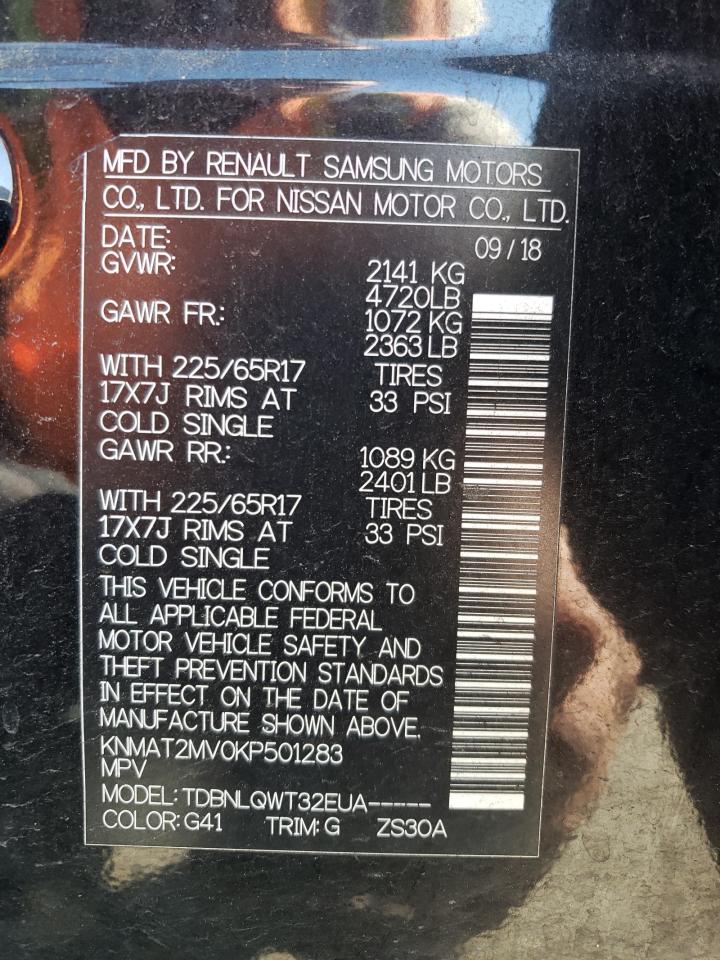 MFD BY RENAULT SAMSUNG MOTORS
CO., LTD. FOR NISSAN MOTOR CO., LTD.
DATE: 09 / 18
GVWR: 2141 KG
4720LB
GAWR FR.: 1072 KG
2363 LB
WITH 225/65R17 TIRES
17X7J RIMS AT 33 PSI
COLD SINGLE
GAWR RR.: 1089 KG
2401 LB
WITH 225/65R17 TIRES
17X7J RIMS AT 33 PSI
COLD SINGLE
THIS VEHICLE CONFORMS TO
ALL APPLICABLE FEDERAL
MOTOR VEHICLE SAFETY AND
THEFT PREVENTION STANDARDS
IN EFFECT ON THE DATE OF
MANUFACTURE SHOWN ABOVE.
KNMAT2MV0KP501283
MPV
MODEL: TDBNLQWT32EUA-----
COLOR: G41 TRIM: G ZS30A